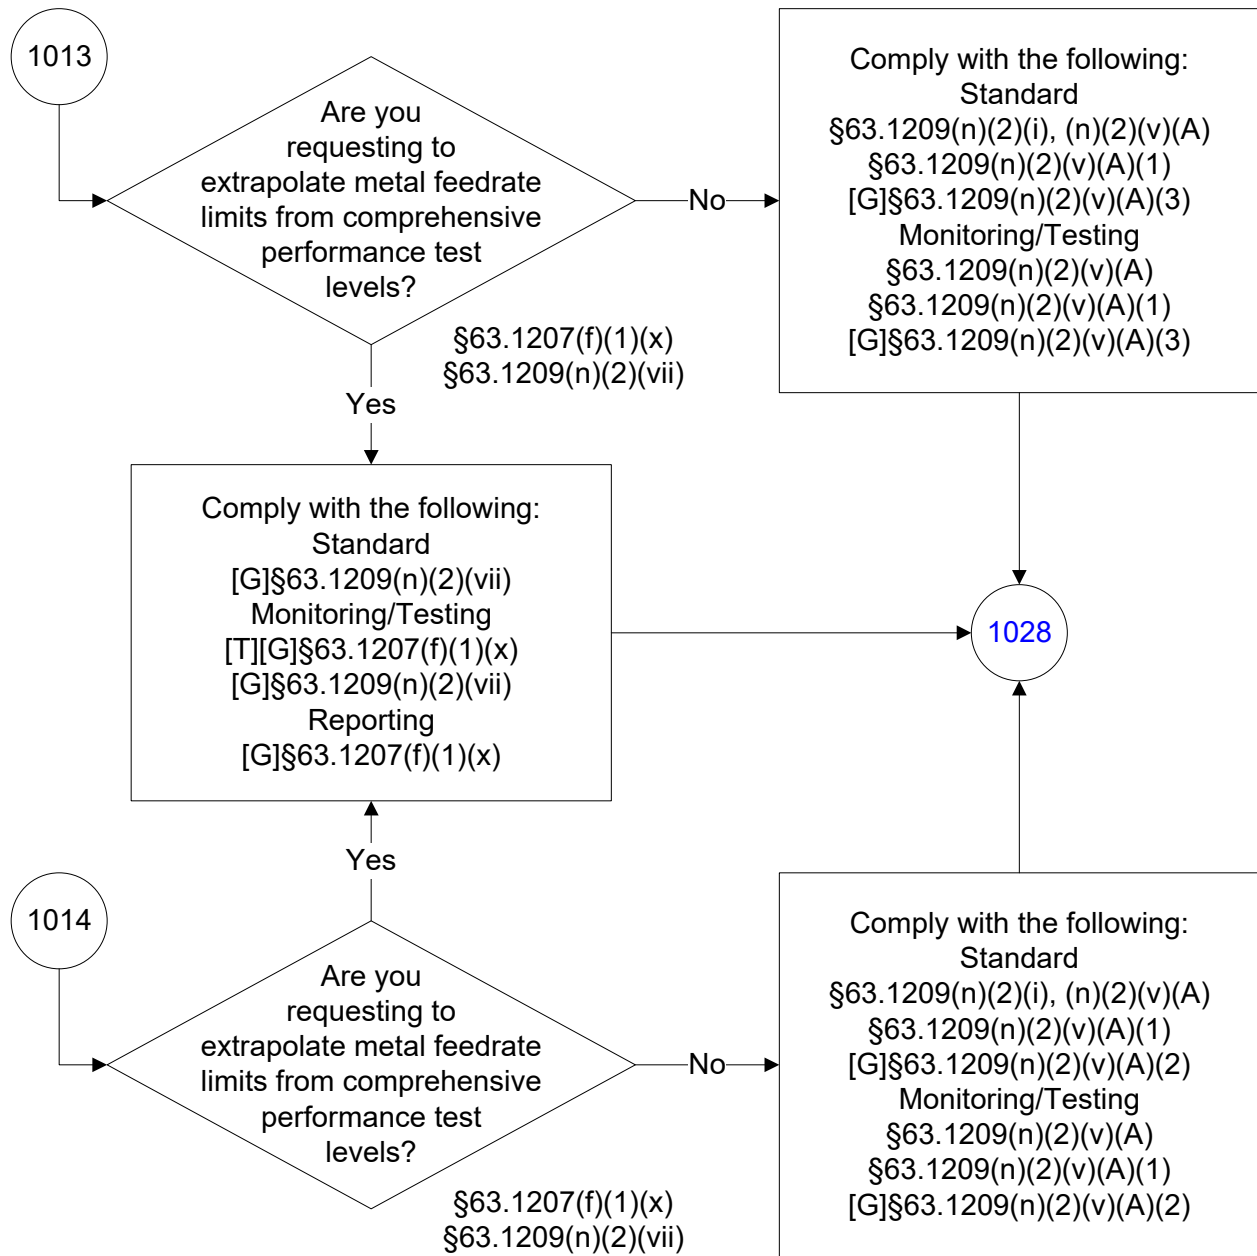 1013
Are you
requesting to
extrapolate metal feedrate
limits from comprehensive
performance test
levels?
No
Comply with the following:
Standard
§63.1209(n)(2)(i), (n)(2)(v)(A)
§63.1209(n)(2)(v)(A)(1)
[G]§63.1209(n)(2)(v)(A)(3)
Monitoring/Testing
§63.1209(n)(2)(v)(A)
§63.1209(n)(2)(v)(A)(1)
[G]§63.1209(n)(2)(v)(A)(3)
§63.1207(f)(1)(x)
§63.1209(n)(2)(vii)
Yes
Comply with the following:
Standard
[G]§63.1209(n)(2)(vii)
Monitoring/Testing
[T][G]§63.1207(f)(1)(x)
[G]§63.1209(n)(2)(vii)
Reporting
[G]§63.1207(f)(1)(x)
1028
Yes
1014
Are you
requesting to
extrapolate metal feedrate
limits from comprehensive
performance test
levels?
No
Comply with the following:
Standard
§63.1209(n)(2)(i), (n)(2)(v)(A)
§63.1209(n)(2)(v)(A)(1)
[G]§63.1209(n)(2)(v)(A)(2)
Monitoring/Testing
§63.1209(n)(2)(v)(A)
§63.1209(n)(2)(v)(A)(1)
[G]§63.1209(n)(2)(v)(A)(2)
§63.1207(f)(1)(x)
§63.1209(n)(2)(vii)